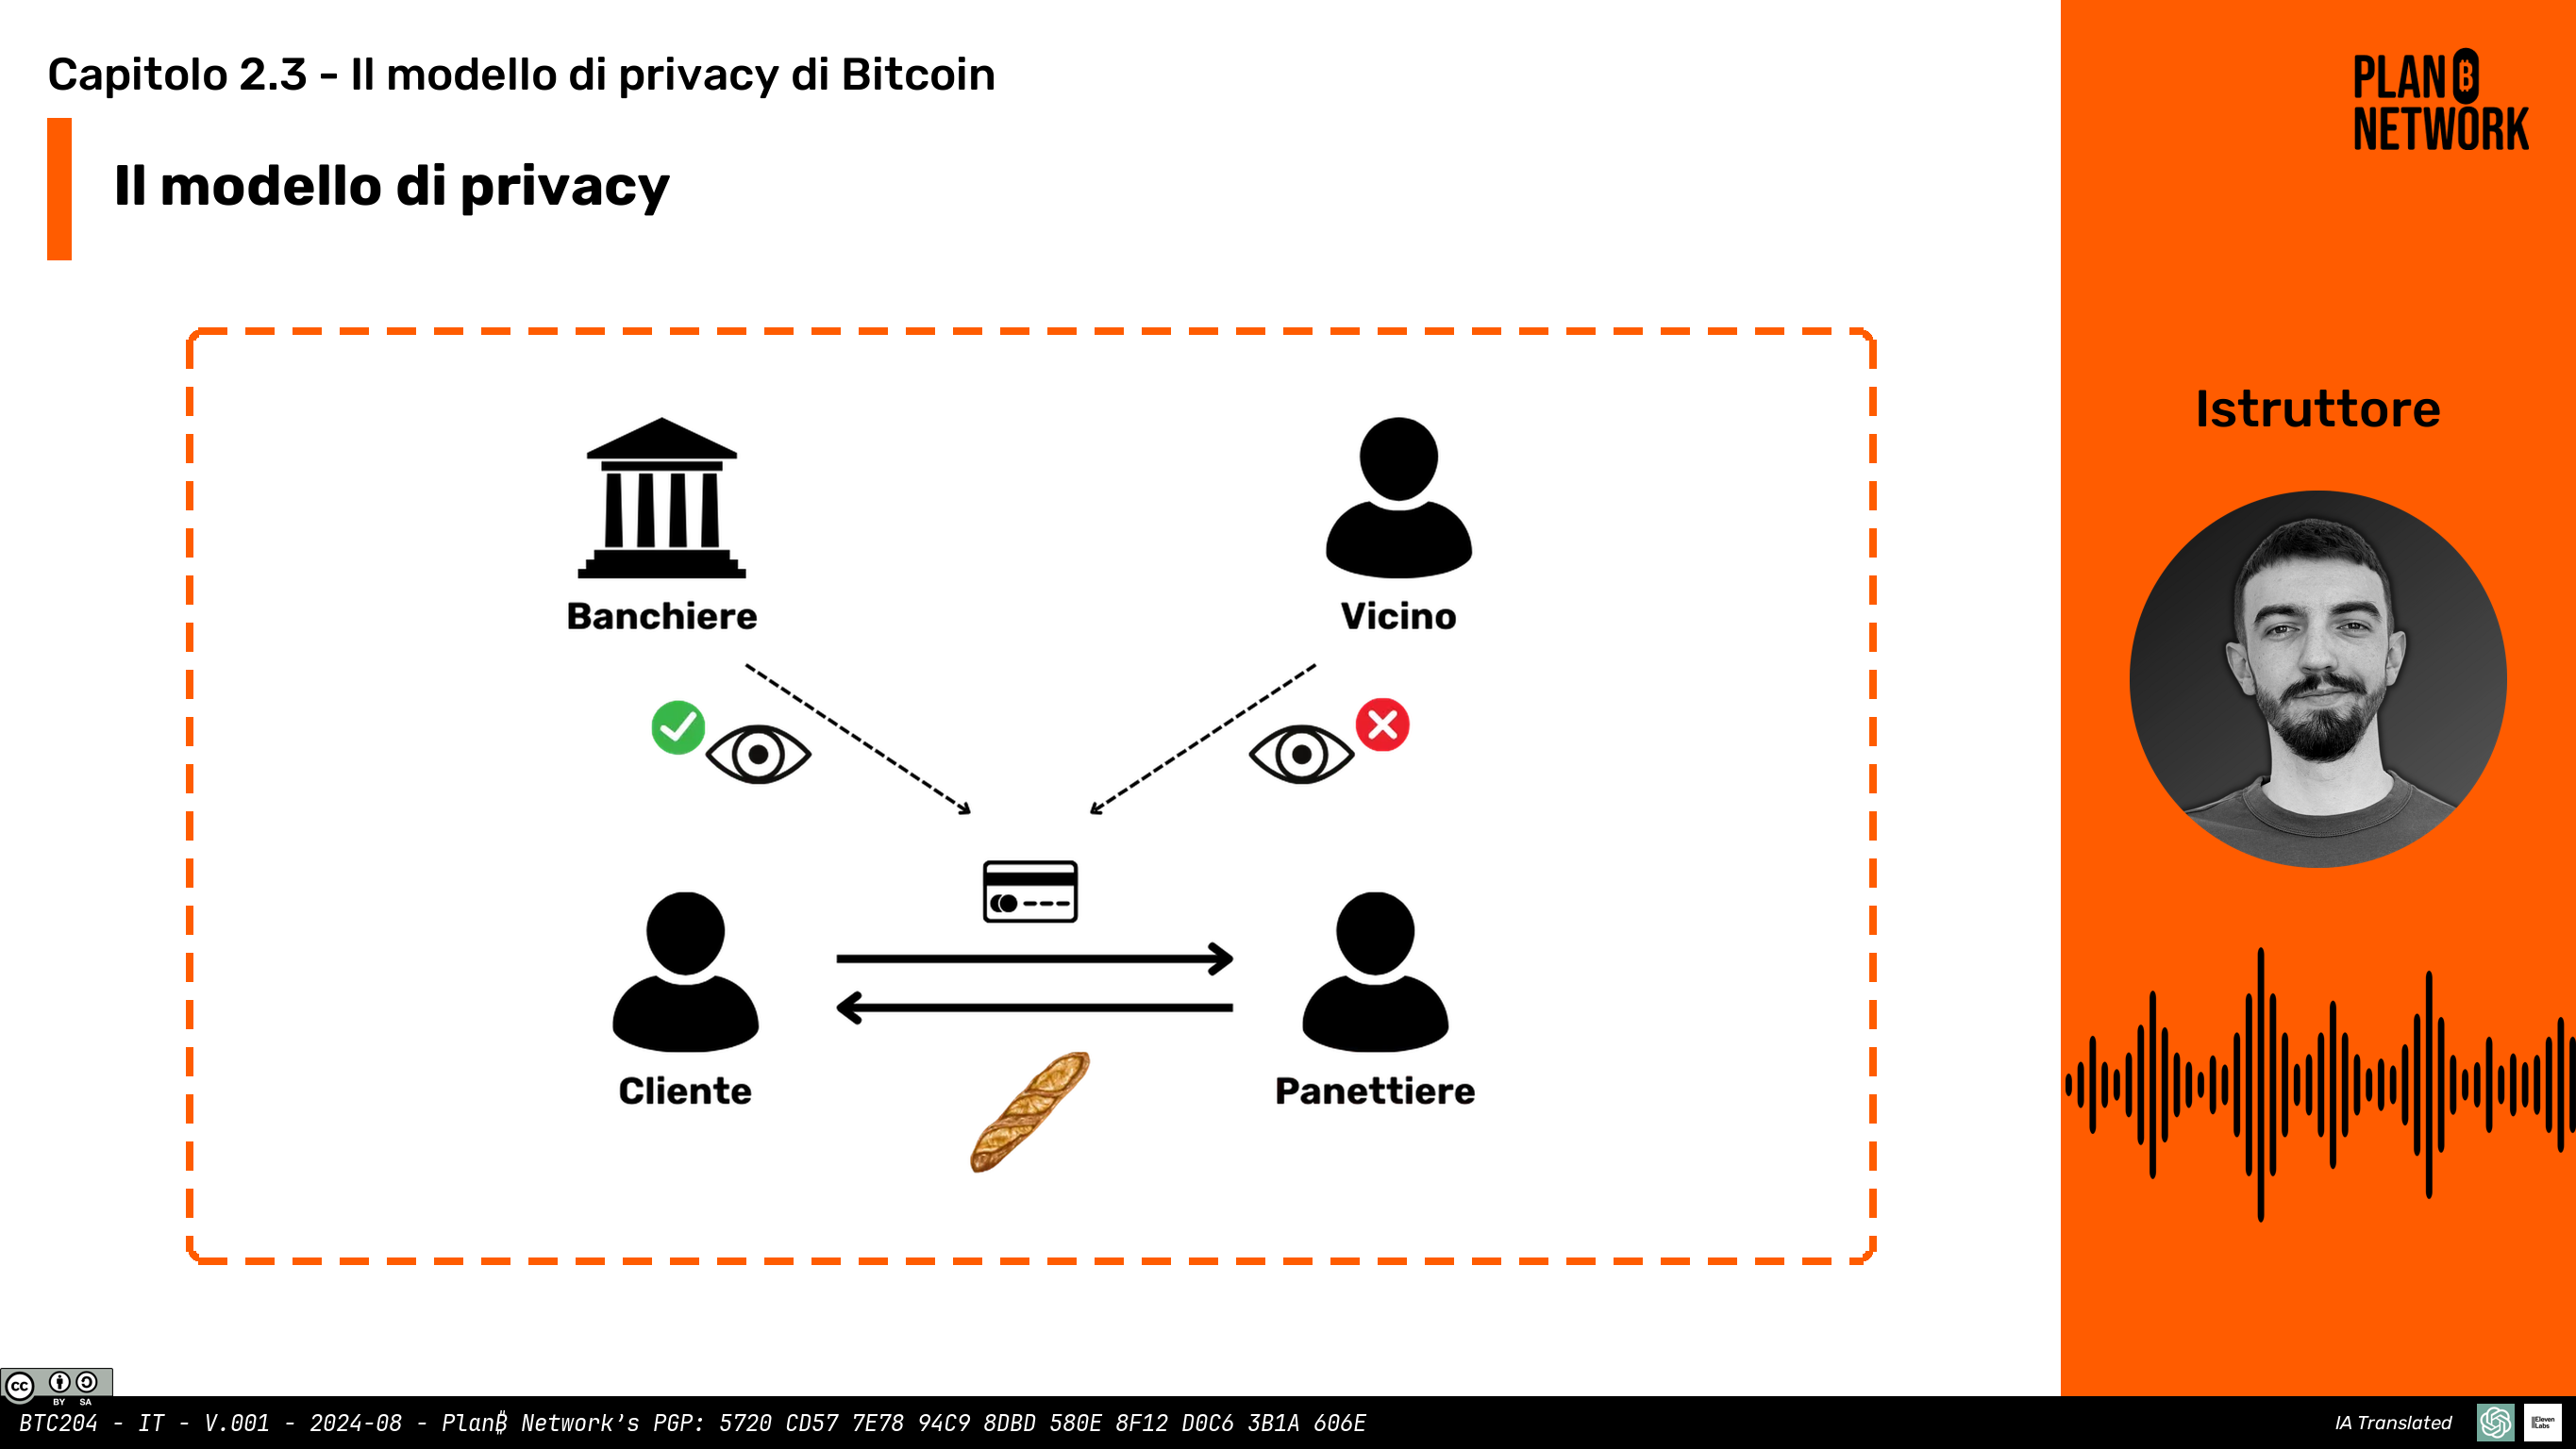 Capitolo 2.3 - Il modello di privacy di Bitcoin
Il modello di privacy
PLAN ₿
NETWORK
Istruttore
Banchiere
Vicino
Cliente
Panettiere
cc
BY SA
BTC204 - IT - V.001 - 2024-08 - Plan₿ Network's PGP: 5720 CD57 7E78 94C9 8DBD 580E 8F12 D0C6 3B1A 606E
IA Translated
ElevenLabs